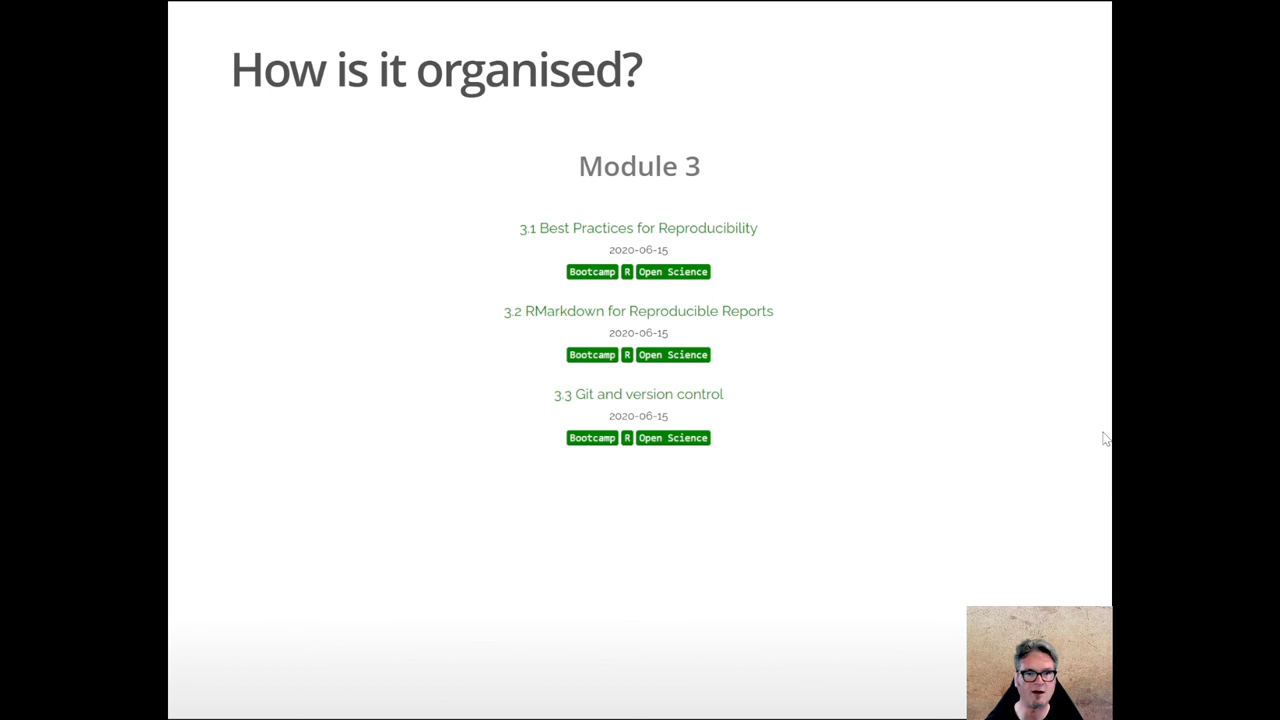 How is it organised?
Module 3
3.1 Best Practices for Reproducibility
2020-06-15
Bootcamp R Open Science
3.2 RMarkdown for Reproducible Reports
2020-06-15
Bootcamp R Open Science
3.3 Git and version control
2020-06-15
Bootcamp R Open Science